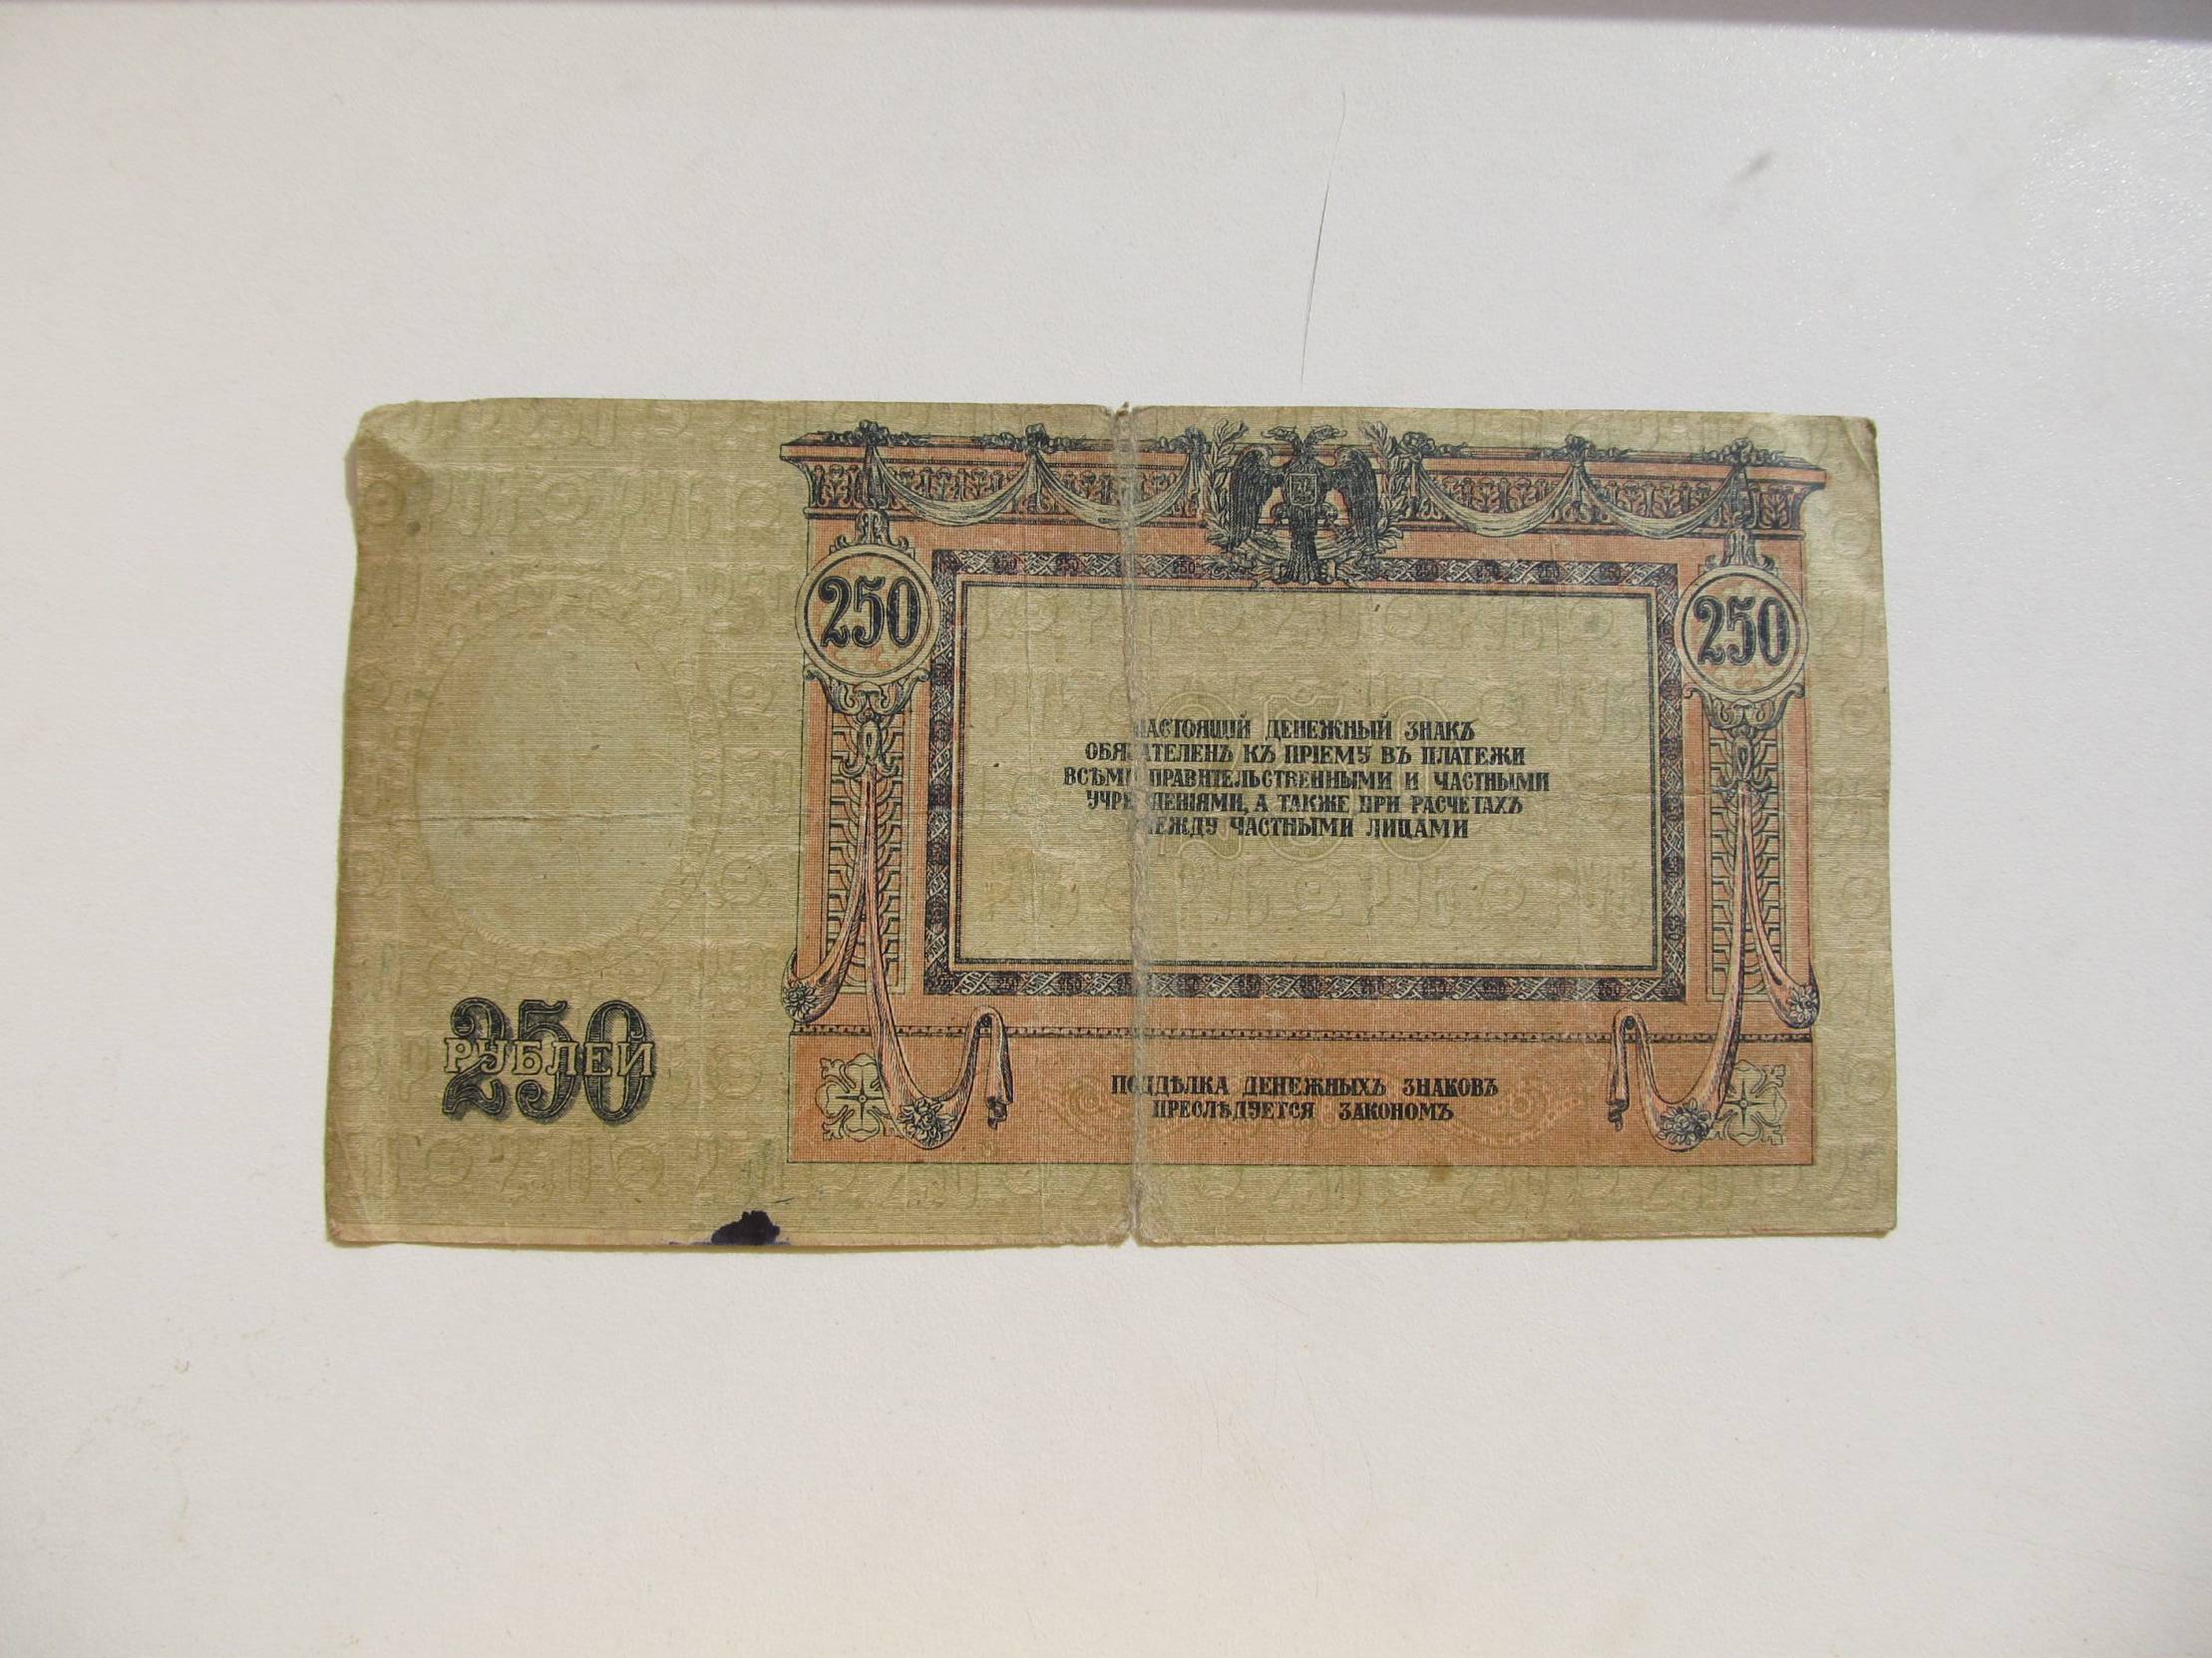 250
250
НАСТОЯЩІЙ ДЕНЕЖНЫЙ ЗНАКЪ
ОБЯЗАТЕЛЕНЪ КЪ ПРІЕМУ ВЪ ПЛАТЕЖИ
ВСѢМИ ПРАВИТЕЛЬСТВЕННЫМИ И ЧАСТНЫМИ
УЧРЕЖДЕНІЯМИ, А ТАКЖЕ ПРИ РАСЧЕТАХЪ
МЕЖДУ ЧАСТНЫМИ ЛИЦАМИ
250
РУБЛЕЙ
ПОДДѢЛКА ДЕНЕЖНЫХЪ ЗНАКОВЪ
ПРЕСЛѢДУЕТСЯ ЗАКОНОМЪ